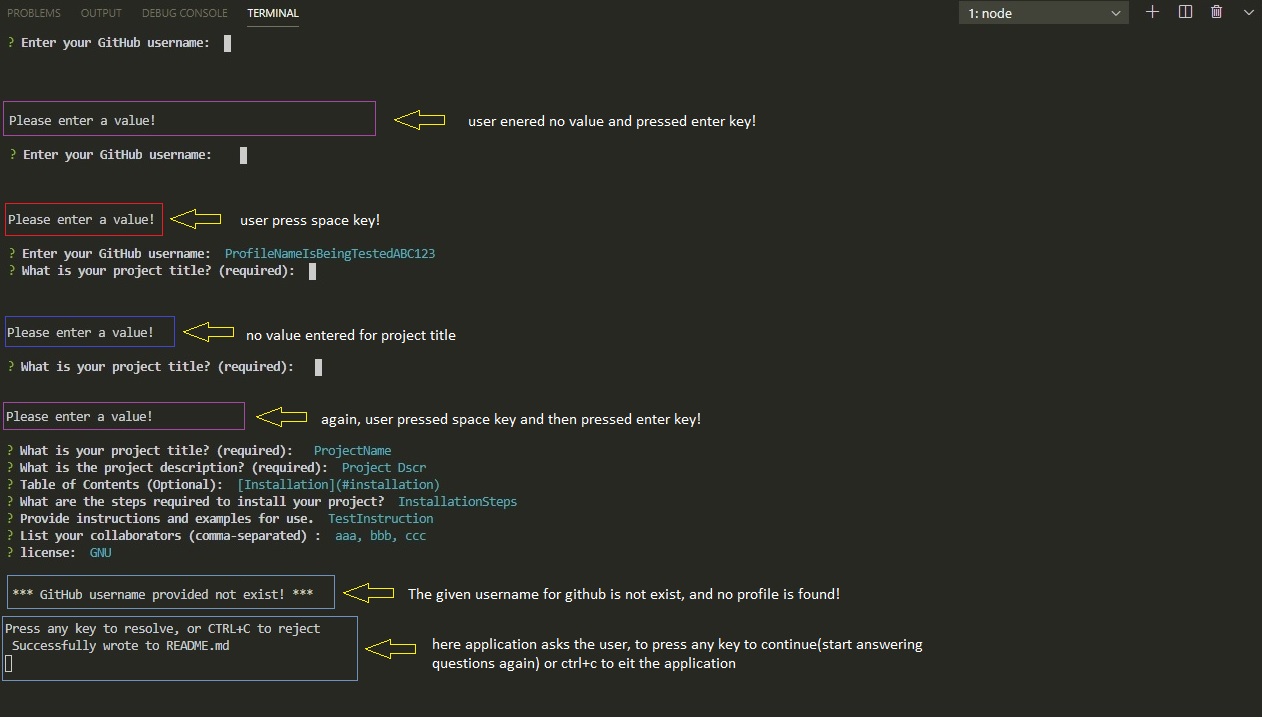 PROBLEMS OUTPUT DEBUG CONSOLE TERMINAL 1: node
? Enter your GitHub username:
Please enter a value!
user enered no value and pressed enter key!
? Enter your GitHub username:
Please enter a value!
user press space key!
? Enter your GitHub username: ProfileNameIsBeingTestedABC123
? What is your project title? (required):
Please enter a value!
no value entered for project title
? What is your project title? (required):
Please enter a value!
again, user pressed space key and then pressed enter key!
? What is your project title? (required): ProjectName
? What is the project description? (required): Project Dscr
? Table of Contents (Optional): [Installation](#installation)
? What are the steps required to install your project? InstallationSteps
? Provide instructions and examples for use. TestInstruction
? List your collaborators (comma-separated) : aaa, bbb, ccc
? license: GNU
*** GitHub username provided not exist! ***
The given username for github is not exist, and no profile is found!
Press any key to resolve, or CTRL+C to reject
Successfully wrote to README.md
here application asks the user, to press any key to continue(start answering
questions again) or ctrl+c to eit the application